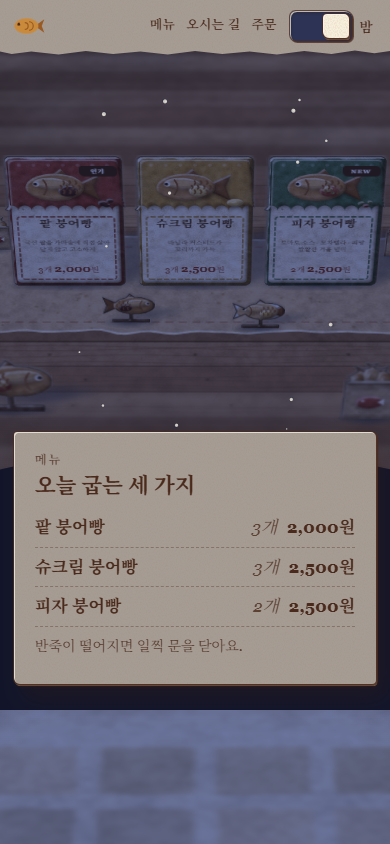 메뉴 오시는 길 주문 밤
인기
NEW
팥 붕어빵
슈크림 붕어빵
피자 붕어빵
3개 2,000원
3개 2,500원
2개 2,500원
메뉴
오늘 굽는 세 가지
팥 붕어빵 3개 2,000원
슈크림 붕어빵 3개 2,500원
피자 붕어빵 2개 2,500원
반죽이 떨어지면 일찍 문을 닫아요.